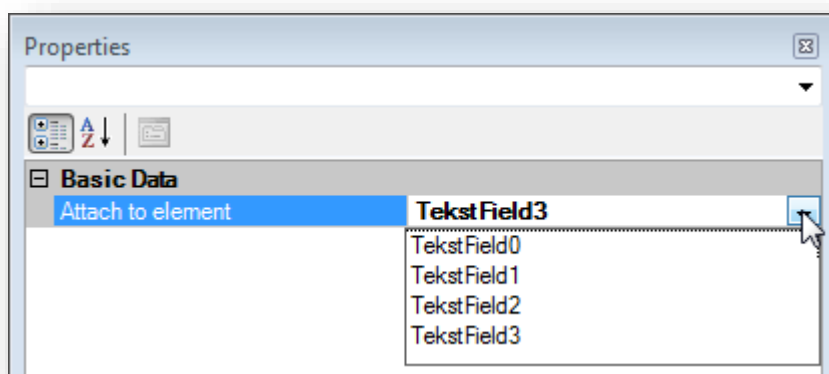 Properties
A
Z
Basic Data
Attach to element TekstField3
TekstField0
TekstField1
TekstField2
TekstField3